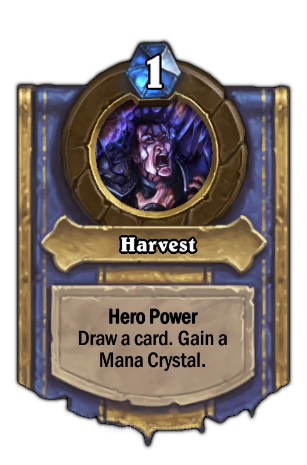 1
Harvest
Hero Power
Draw a card. Gain a
Mana Crystal.